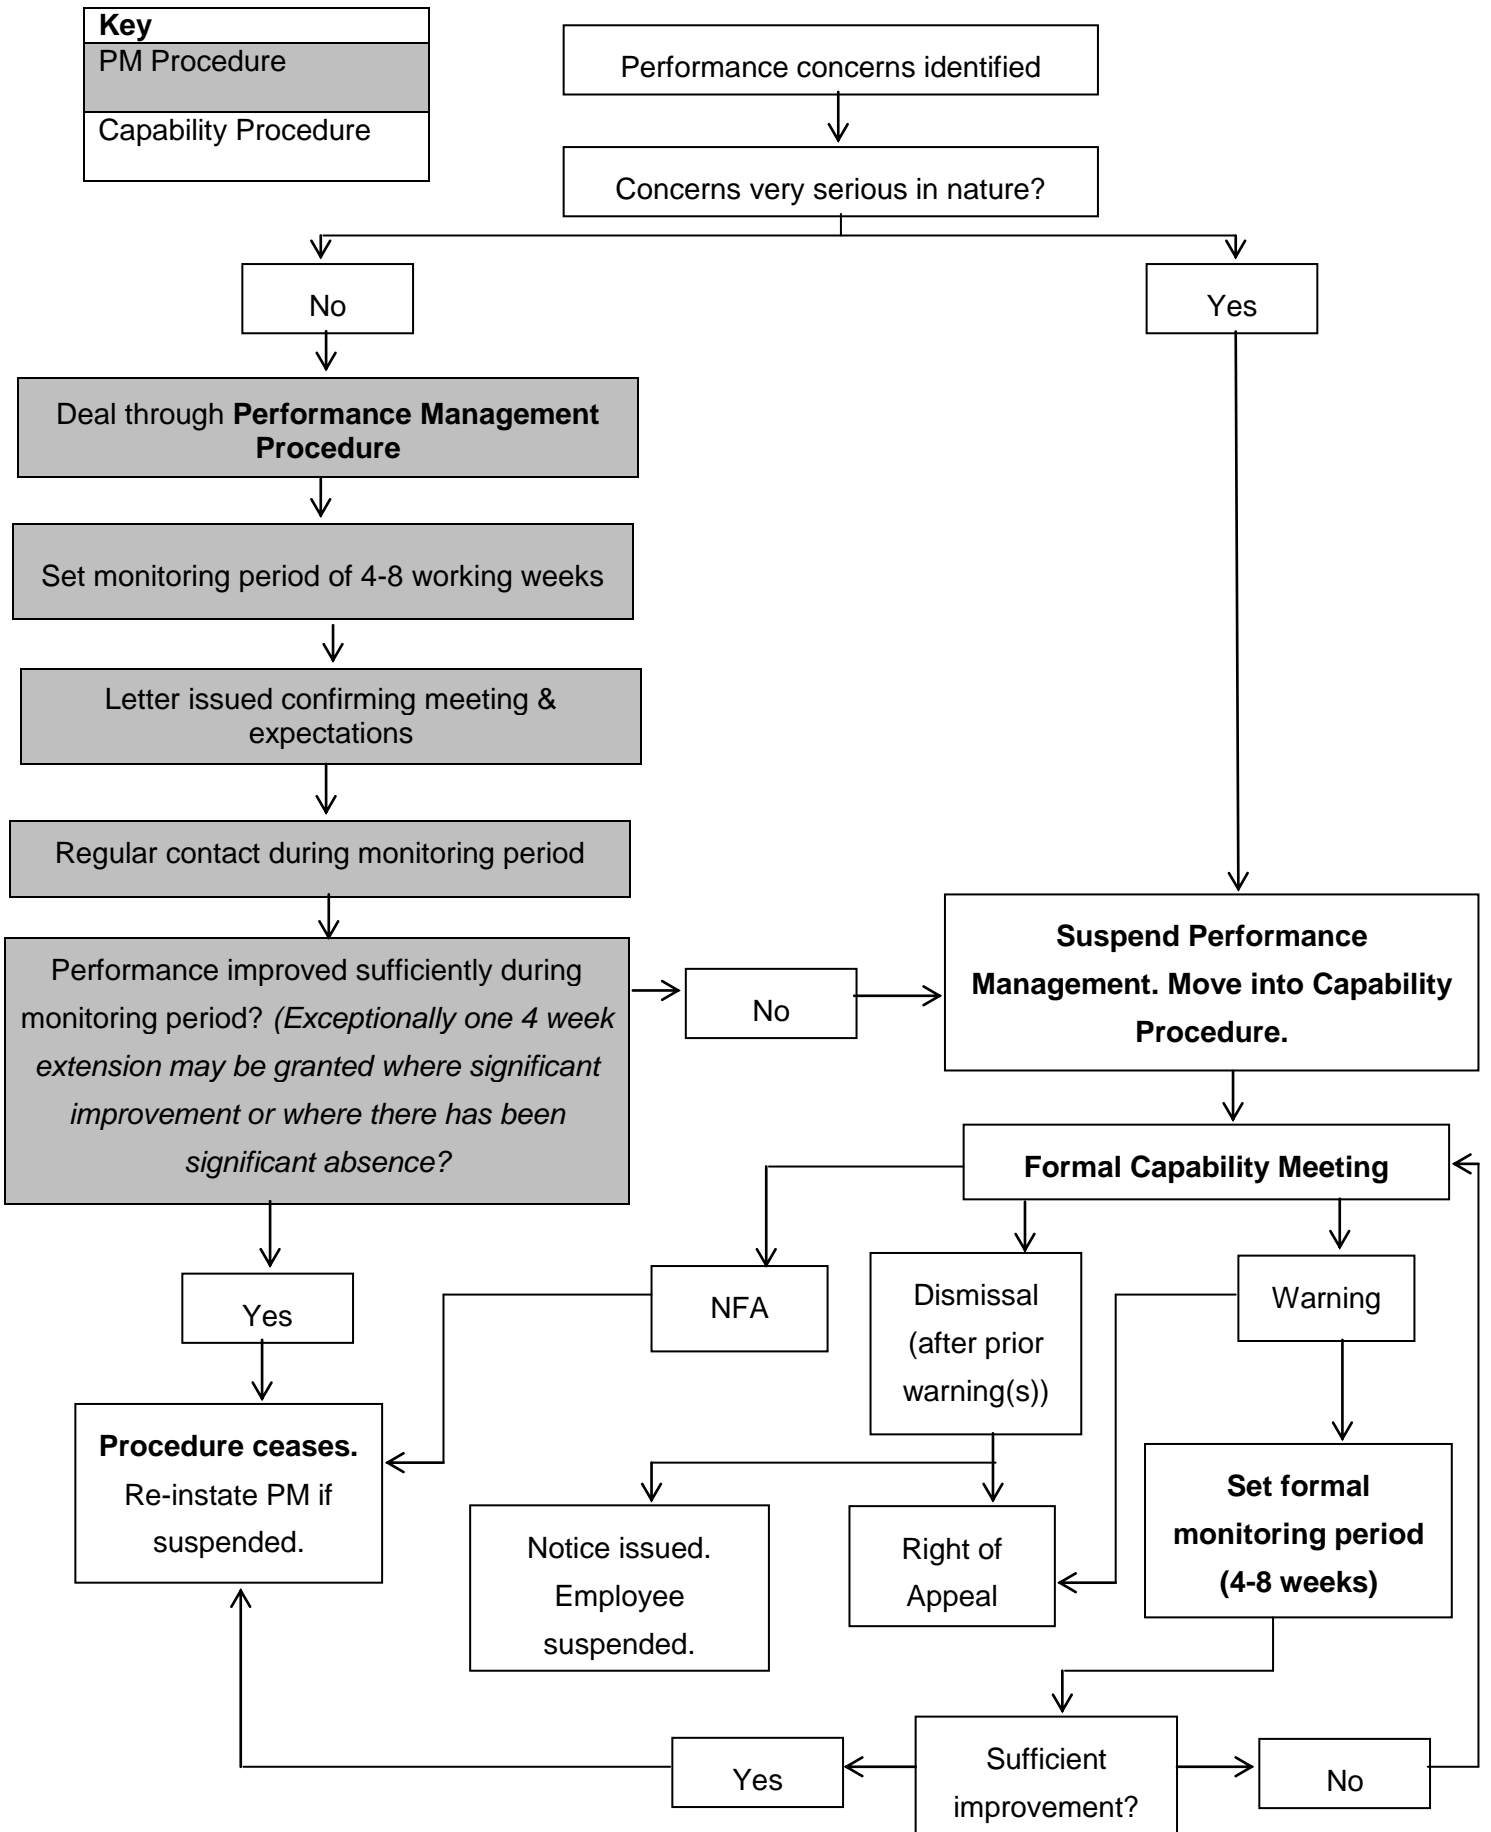 Key
PM Procedure
Capability Procedure
Performance concerns identified
Concerns very serious in nature?
No
Yes
Deal through Performance Management
Procedure
Set monitoring period of 4-8 working weeks
Letter issued confirming meeting &
expectations
Regular contact during monitoring period
Performance improved sufficiently during
monitoring period? (Exceptionally one 4 week
extension may be granted where significant
improvement or where there has been
significant absence?
No
Suspend Performance
Management. Move into Capability
Procedure.
Formal Capability Meeting
Yes
NFA
Dismissal
(after prior
warning(s))
Warning
Procedure ceases.
Re-instate PM if
suspended.
Notice issued.
Employee
suspended.
Right of
Appeal
Set formal
monitoring period
(4-8 weeks)
Yes
Sufficient
improvement?
No